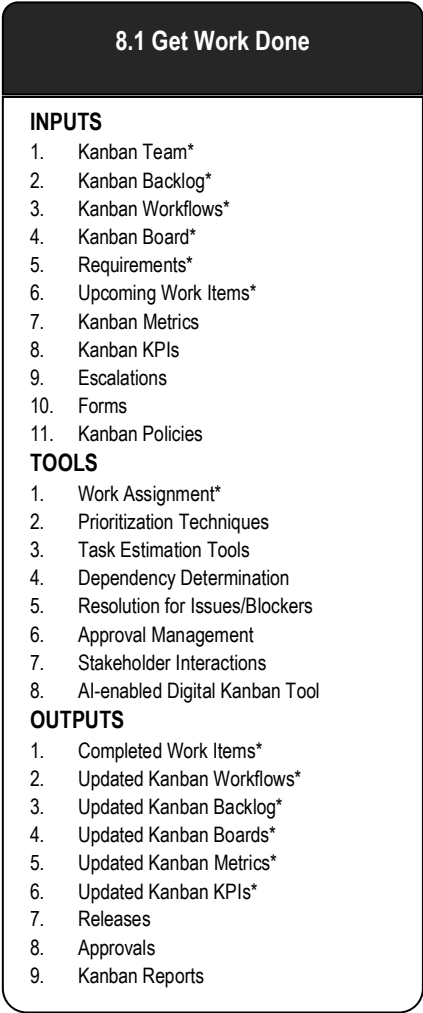 8.1 Get Work Done
INPUTS
1. Kanban Team*
2. Kanban Backlog*
3. Kanban Workflows*
4. Kanban Board*
5. Requirements*
6. Upcoming Work Items*
7. Kanban Metrics
8. Kanban KPIs
9. Escalations
10. Forms
11. Kanban Policies
TOOLS
1. Work Assignment*
2. Prioritization Techniques
3. Task Estimation Tools
4. Dependency Determination
5. Resolution for Issues/Blockers
6. Approval Management
7. Stakeholder Interactions
8. AI-enabled Digital Kanban Tool
OUTPUTS
1. Completed Work Items*
2. Updated Kanban Workflows*
3. Updated Kanban Backlog*
4. Updated Kanban Boards*
5. Updated Kanban Metrics*
6. Updated Kanban KPIs*
7. Releases
8. Approvals
9. Kanban Reports